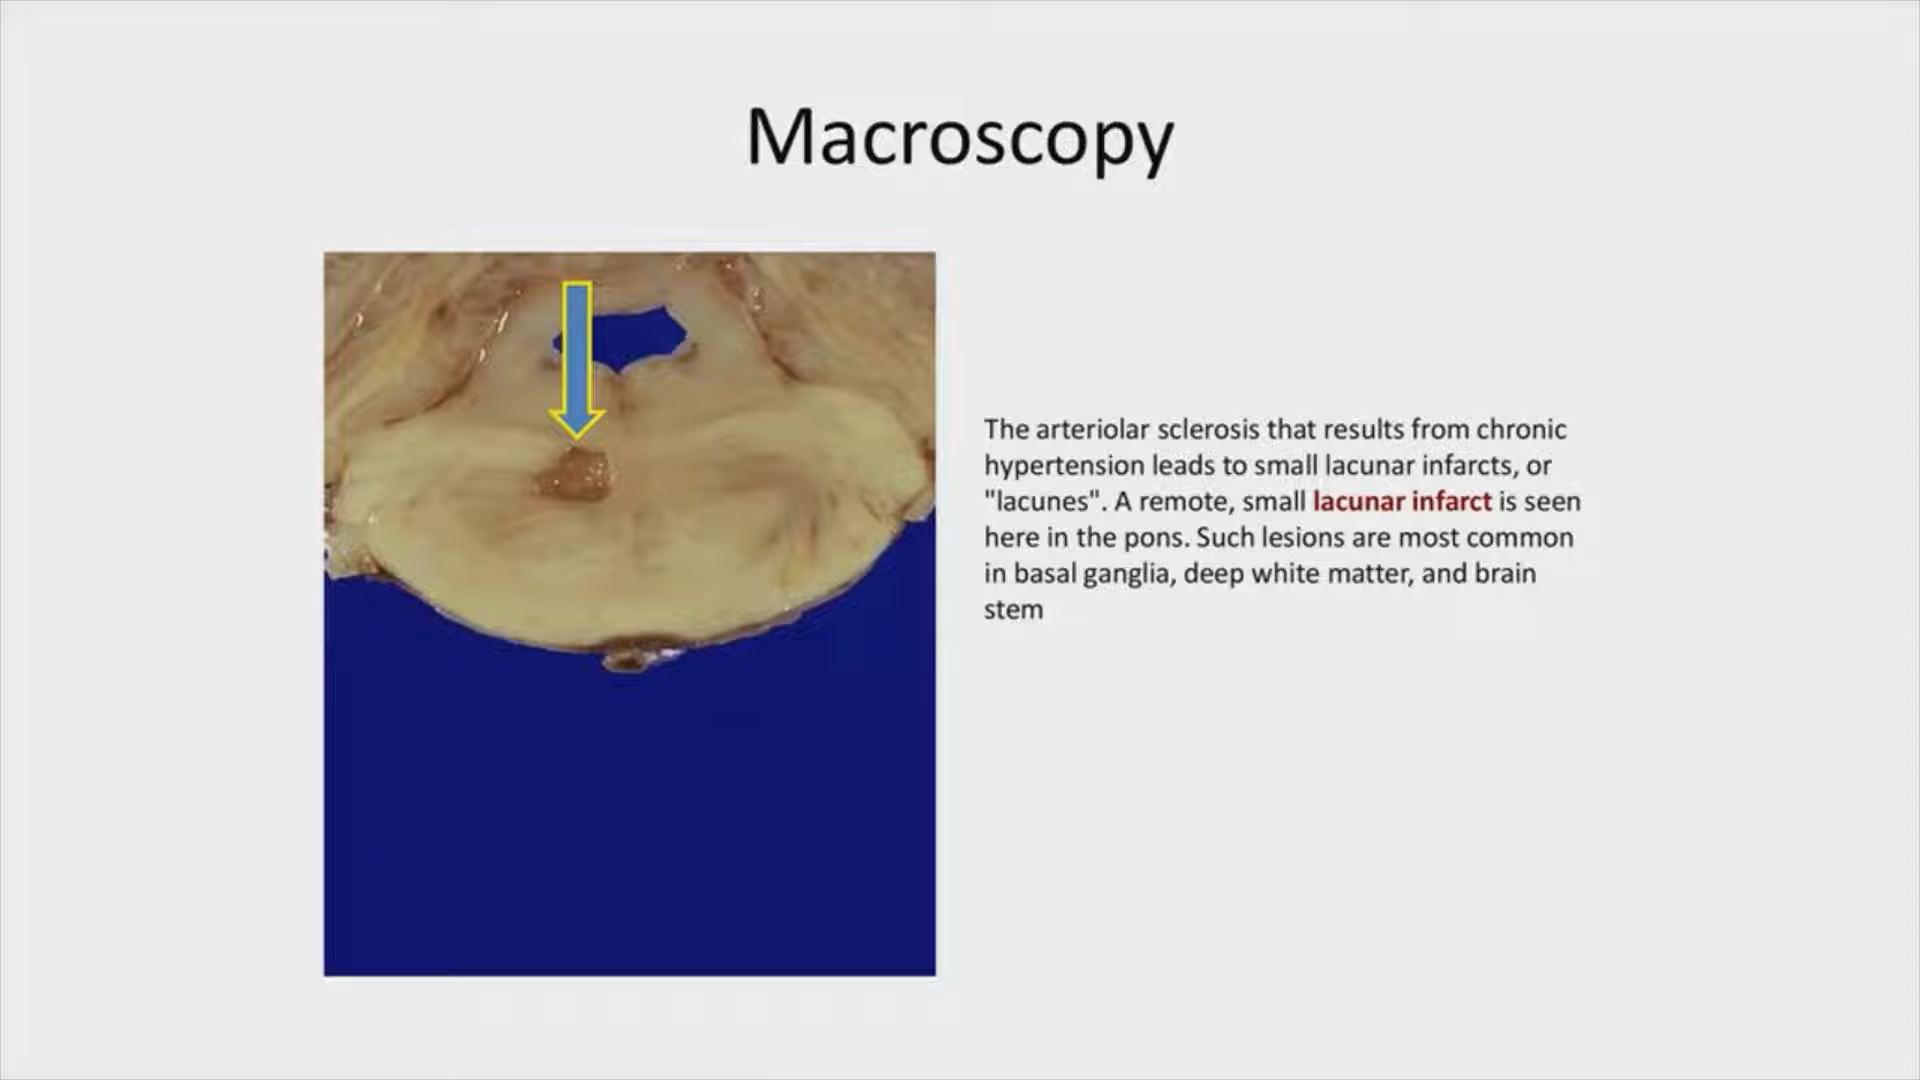 Macroscopy
The arteriolar sclerosis that results from chronic
hypertension leads to small lacunar infarcts, or
"lacunes". A remote, small lacunar infarct is seen
here in the pons. Such lesions are most common
in basal ganglia, deep white matter, and brain
stem